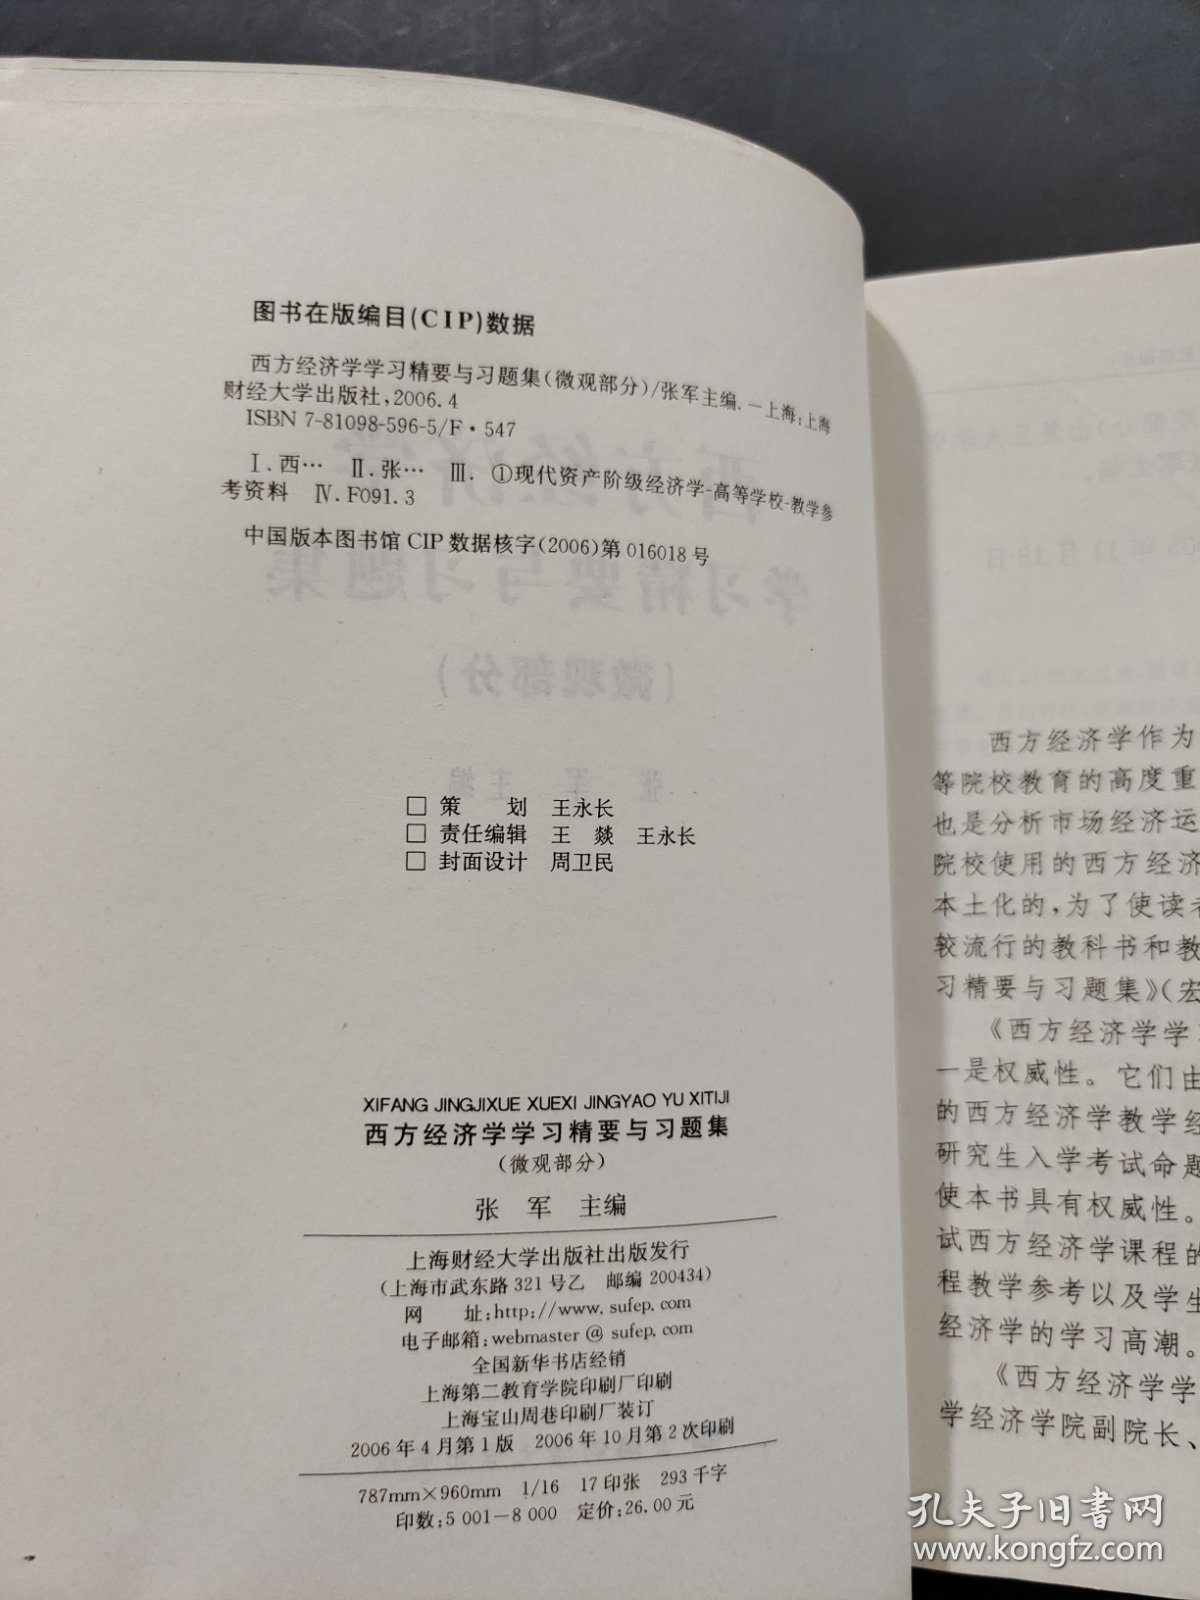 图书在版编目(CIP)数据
西方经济学学习精要与习题集(微观部分)/张军主编.—上海:上海
财经大学出版社,2006.4
ISBN 7-81098-596-5/F·547
Ⅰ.西… Ⅱ.张… Ⅲ.①现代资产阶级经济学-高等学校-教学参
考资料 Ⅳ.F091.3
中国版本图书馆CIP数据核字(2006)第016018号
□ 策 划 王永长
□ 责任编辑 王 燚 王永长
□ 封面设计 周卫民
XIFANG JINGJIXUE XUEXI JINGYAO YU XITIJI
西方经济学学习精要与习题集
(微观部分)
张 军 主编
上海财经大学出版社出版发行
(上海市武东路321号乙 邮编200434)
网 址:http://www.sufep.com
电子邮箱:webmaster@sufep.com
全国新华书店经销
上海第二教育学院印刷厂印刷
上海宝山周巷印刷厂装订
2006年4月第1版 2006年10月第2次印刷
787mm×960mm 1/16 17印张 293千字
印数:5 001-8 000 定价:26.00元
西方经济学作为
等院校教育的高度重
也是分析市场经济运
院校使用的西方经济
本土化的,为了使读者
较流行的教科书和教
习精要与习题集》(宏
《西方经济学学
一是权威性。它们由
的西方经济学教学经
研究生入学考试命题
使本书具有权威性。
试西方经济学课程的
程教学参考以及学生
经济学的学习高潮。
《西方经济学学
学经济学院副院长、
孔夫子旧书网
www.kongfz.com